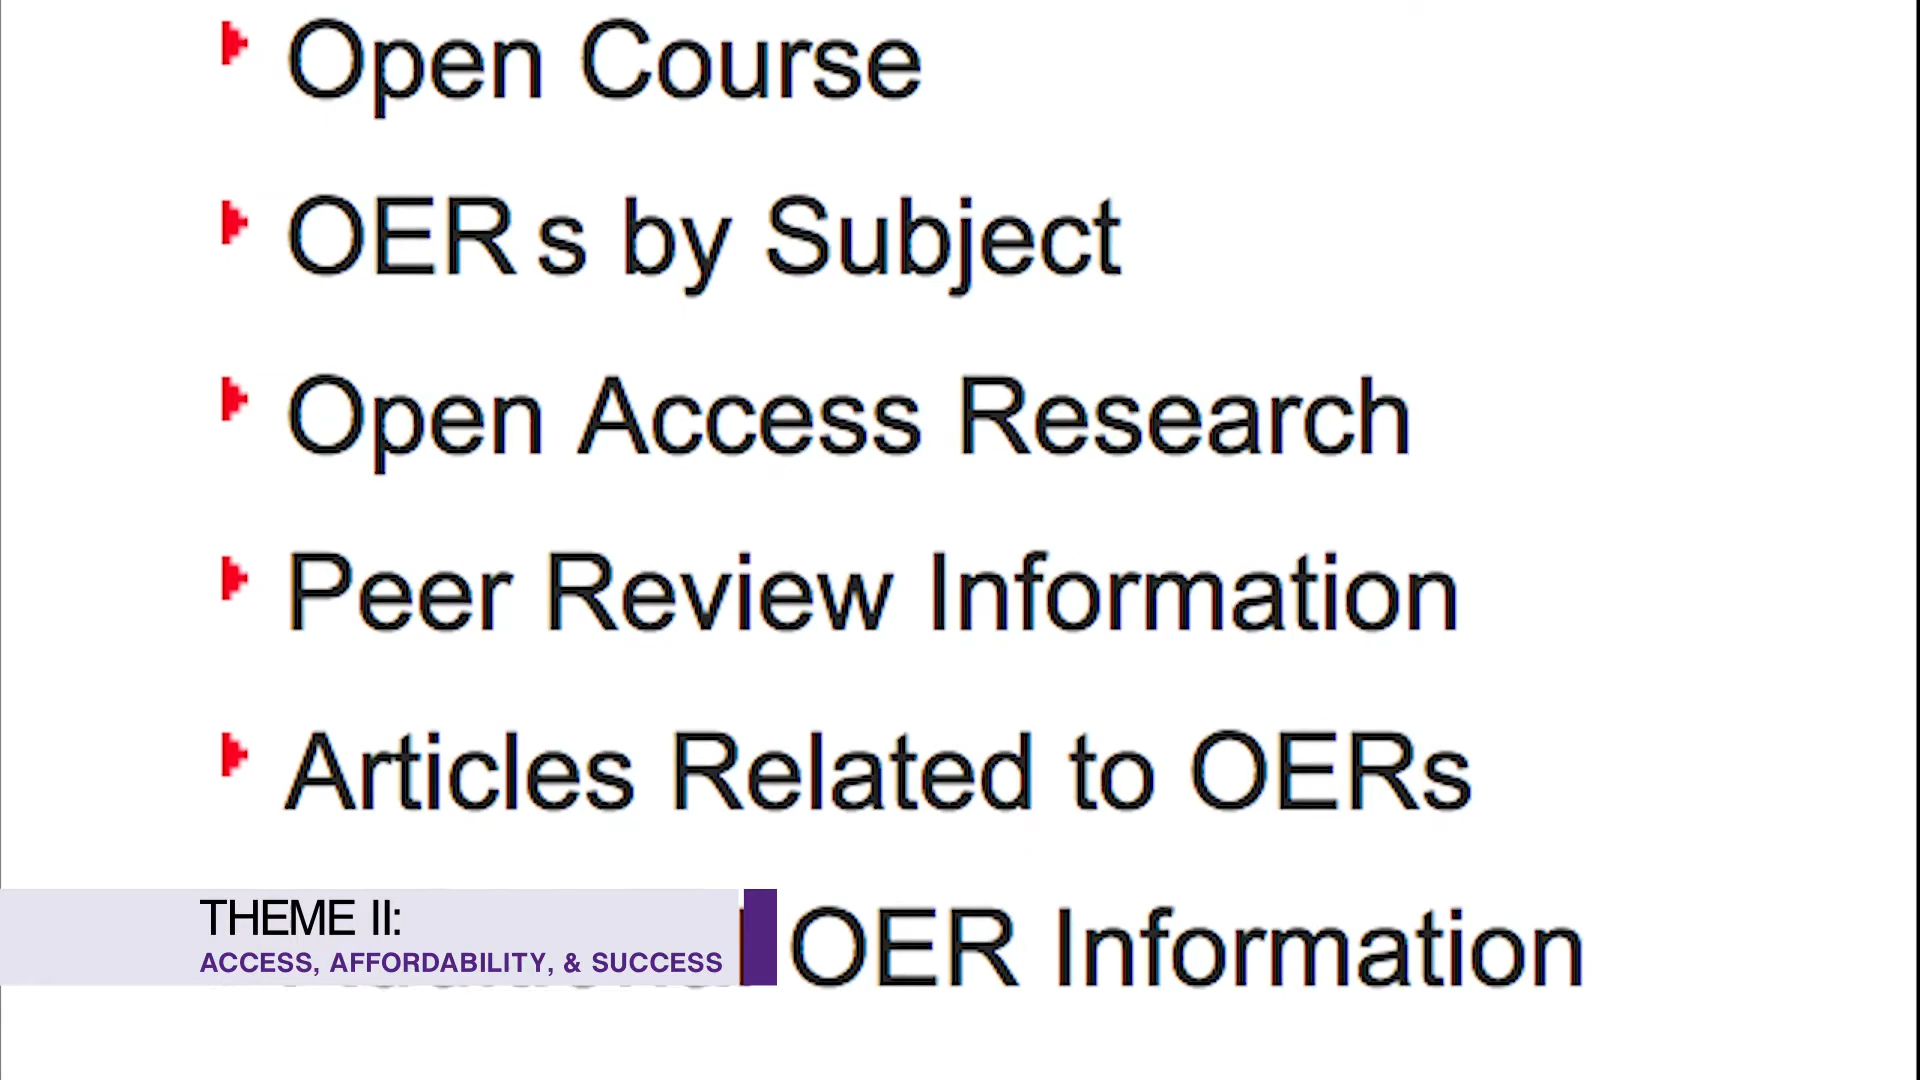 Open Course
OER s by Subject
Open Access Research
Peer Review Information
Articles Related to OERs
OER Information
THEME II:
ACCESS, AFFORDABILITY, & SUCCESS